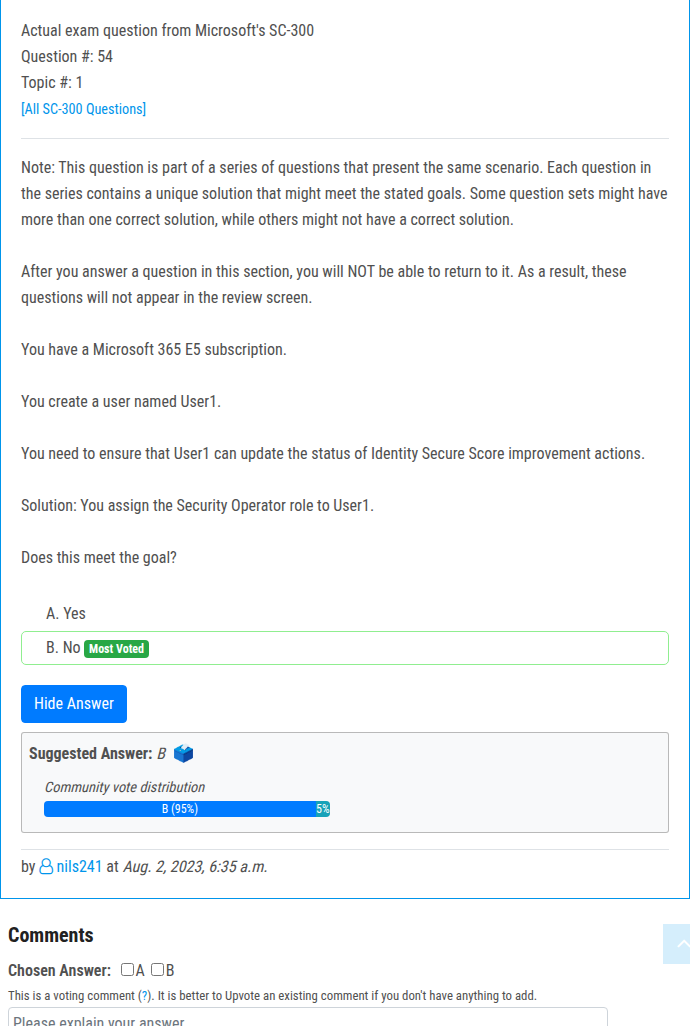 Actual exam question from Microsoft's SC-300
Question #: 54
Topic #: 1
[All SC-300 Questions]
Note: This question is part of a series of questions that present the same scenario. Each question in
the series contains a unique solution that might meet the stated goals. Some question sets might have
more than one correct solution, while others might not have a correct solution.
After you answer a question in this section, you will NOT be able to return to it. As a result, these
questions will not appear in the review screen.
You have a Microsoft 365 E5 subscription.
You create a user named User1.
You need to ensure that User1 can update the status of Identity Secure Score improvement actions.
Solution: You assign the Security Operator role to User1.
Does this meet the goal?
A. Yes
B. No Most Voted
Hide Answer
Suggested Answer: B
Community vote distribution
B (95%) 5%
by nils241 at Aug. 2, 2023, 6:35 a.m.
Comments
Chosen Answer: A B
This is a voting comment (?). It is better to Upvote an existing comment if you don't have anything to add.
Please explain your answer